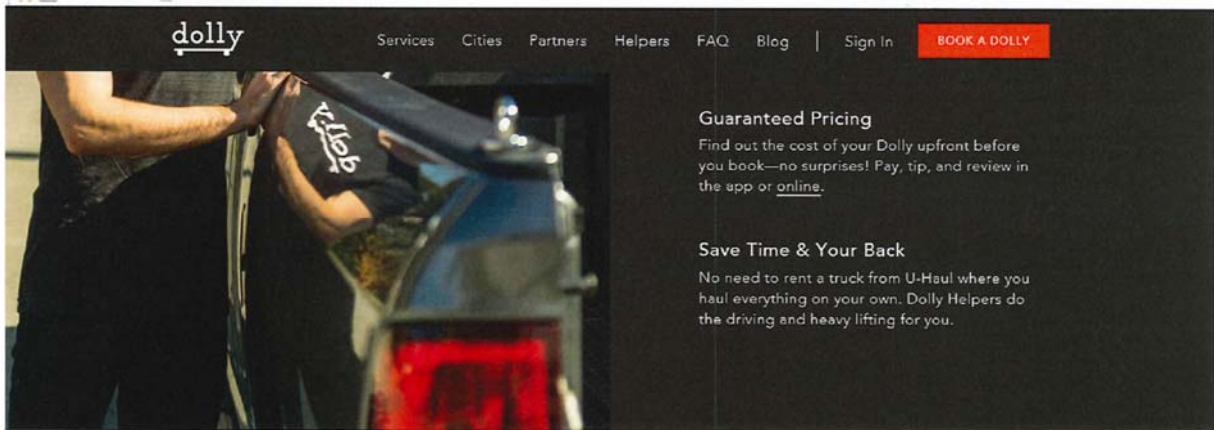 dolly
Services Cities Partners Helpers FAQ Blog | Sign In BOOK A DOLLY
dolly
Guaranteed Pricing
Find out the cost of your Dolly upfront before
you book—no surprises! Pay, tip, and review in
the app or online.
Save Time & Your Back
No need to rent a truck from U-Haul where you
haul everything on your own. Dolly Helpers do
the driving and heavy lifting for you.